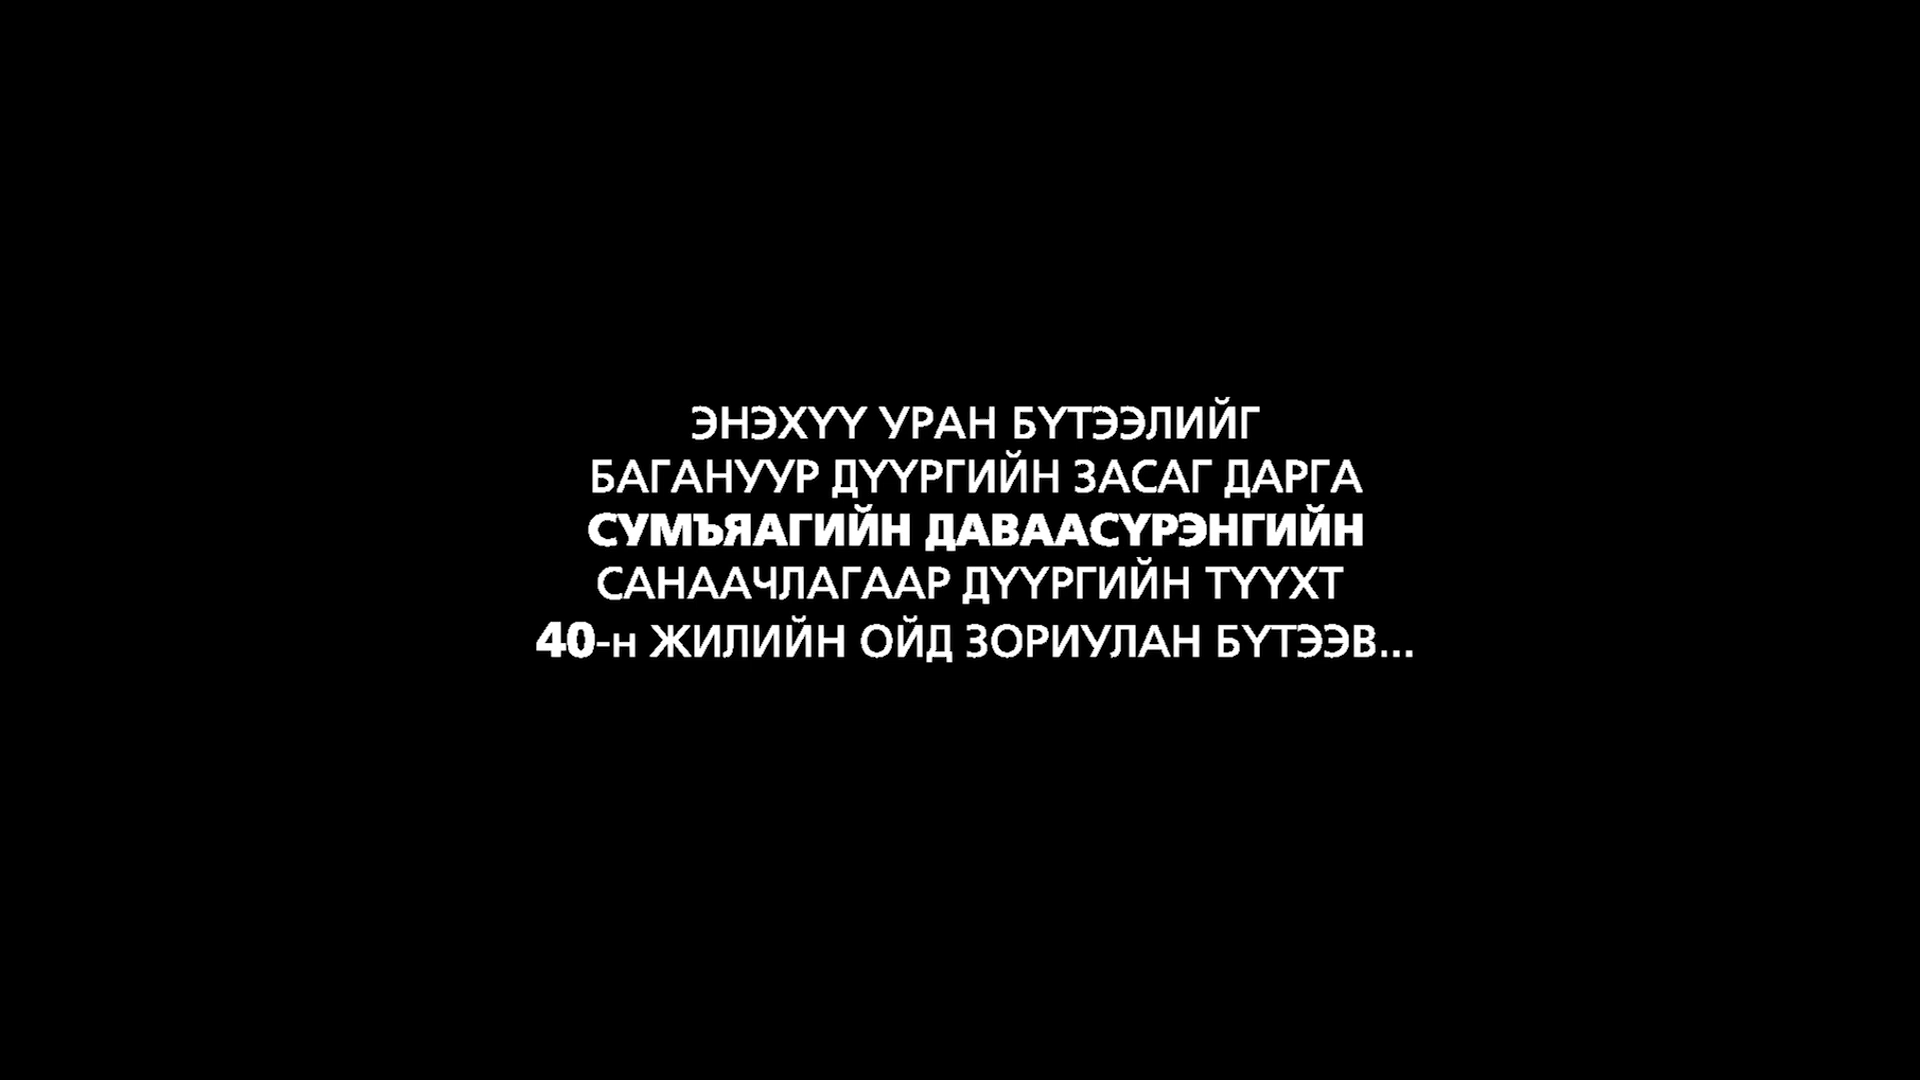 ЭНЭХҮҮ УРАН БҮТЭЭЛИЙГ
БАГАНУУР ДҮҮРГИЙН ЗАСАГ ДАРГА
СУМЪЯАГИЙН ДАВААСҮРЭНГИЙН
САНААЧЛАГААР ДҮҮРГИЙН ТҮҮХТ
40-н ЖИЛИЙН ОЙД ЗОРИУЛАН БҮТЭЭВ...